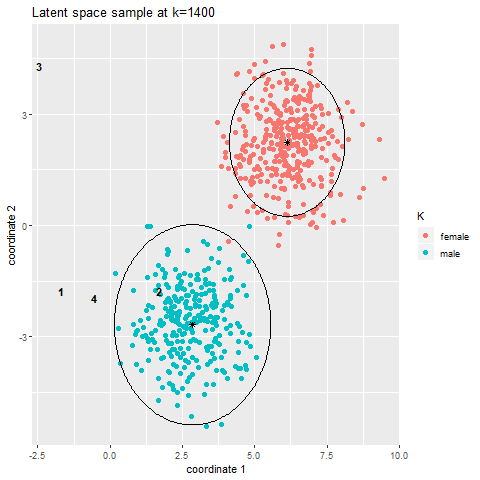 Latent space sample at k=1400
3
1
4
2
3
0
-3
-2.5
0.0
2.5
5.0
7.5
10.0
coordinate 1
coordinate 2
K
female
male